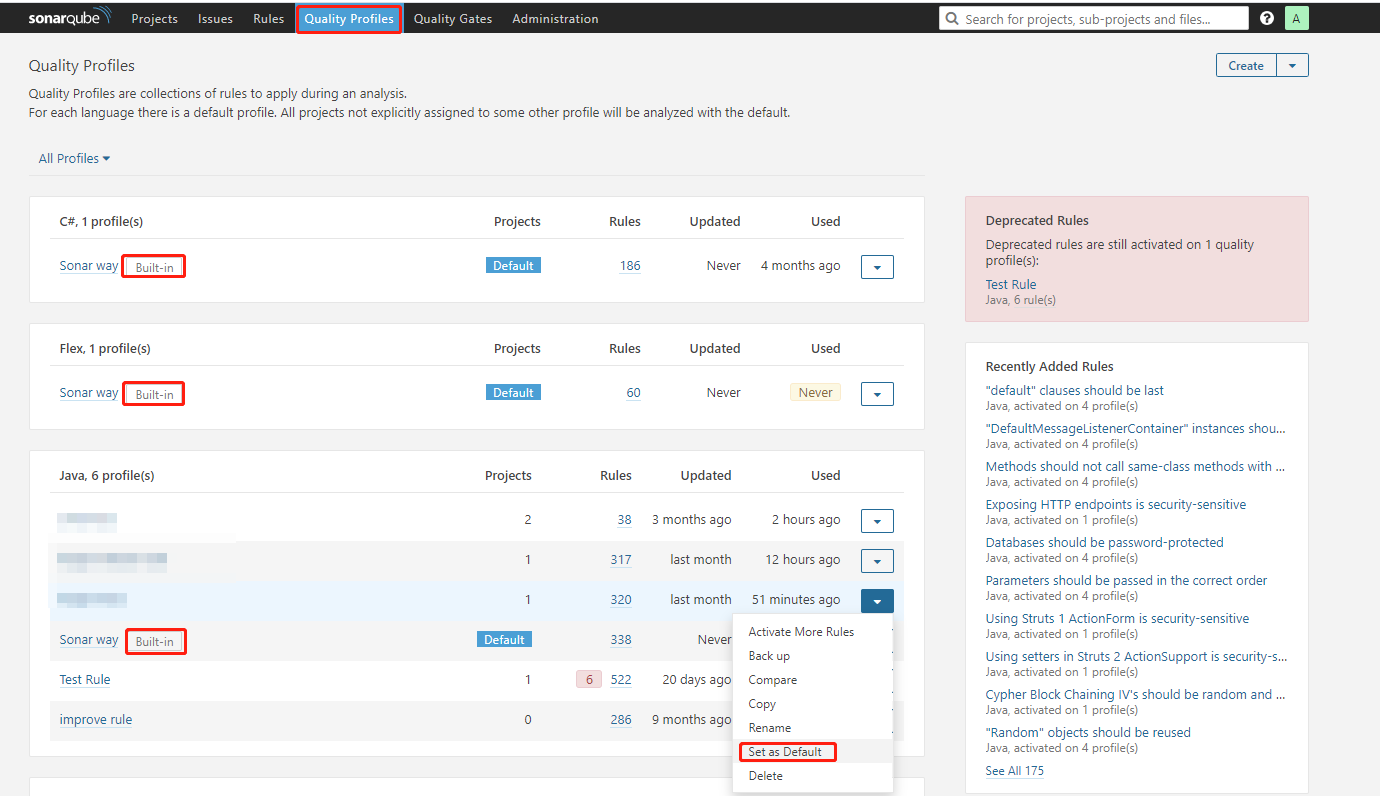 sonarqube Projects Issues Rules Quality Profiles Quality Gates Administration Search for projects, sub-projects and files... ? A
Quality Profiles
Create
Quality Profiles are collections of rules to apply during an analysis.
For each language there is a default profile. All projects not explicitly assigned to some other profile will be analyzed with the default.
All Profiles
C#, 1 profile(s) Projects Rules Updated Used
Sonar way Built-in Default 186 Never 4 months ago
Flex, 1 profile(s) Projects Rules Updated Used
Sonar way Built-in Default 60 Never Never
Java, 6 profile(s) Projects Rules Updated Used
2 38 3 months ago 2 hours ago
1 317 last month 12 hours ago
1 320 last month 51 minutes ago
Sonar way Built-in Default 338 Never
Test Rule 1 6 522 20 days ago
improve rule 0 286 9 months ago
Activate More Rules
Back up
Compare
Copy
Rename
Set as Default
Delete
Deprecated Rules
Deprecated rules are still activated on 1 quality
profile(s):
Test Rule
Java, 6 rule(s)
Recently Added Rules
"default" clauses should be last
Java, activated on 4 profile(s)
"DefaultMessageListenerContainer" instances shou...
Java, activated on 4 profile(s)
Methods should not call same-class methods with ...
Java, activated on 4 profile(s)
Exposing HTTP endpoints is security-sensitive
Java, activated on 1 profile(s)
Databases should be password-protected
Java, activated on 4 profile(s)
Parameters should be passed in the correct order
Java, activated on 4 profile(s)
Using Struts 1 ActionForm is security-sensitive
Java, activated on 1 profile(s)
Using setters in Struts 2 ActionSupport is security-s...
Java, activated on 1 profile(s)
Cypher Block Chaining IV's should be random and ...
Java, activated on 1 profile(s)
"Random" objects should be reused
Java, activated on 4 profile(s)
See All 175